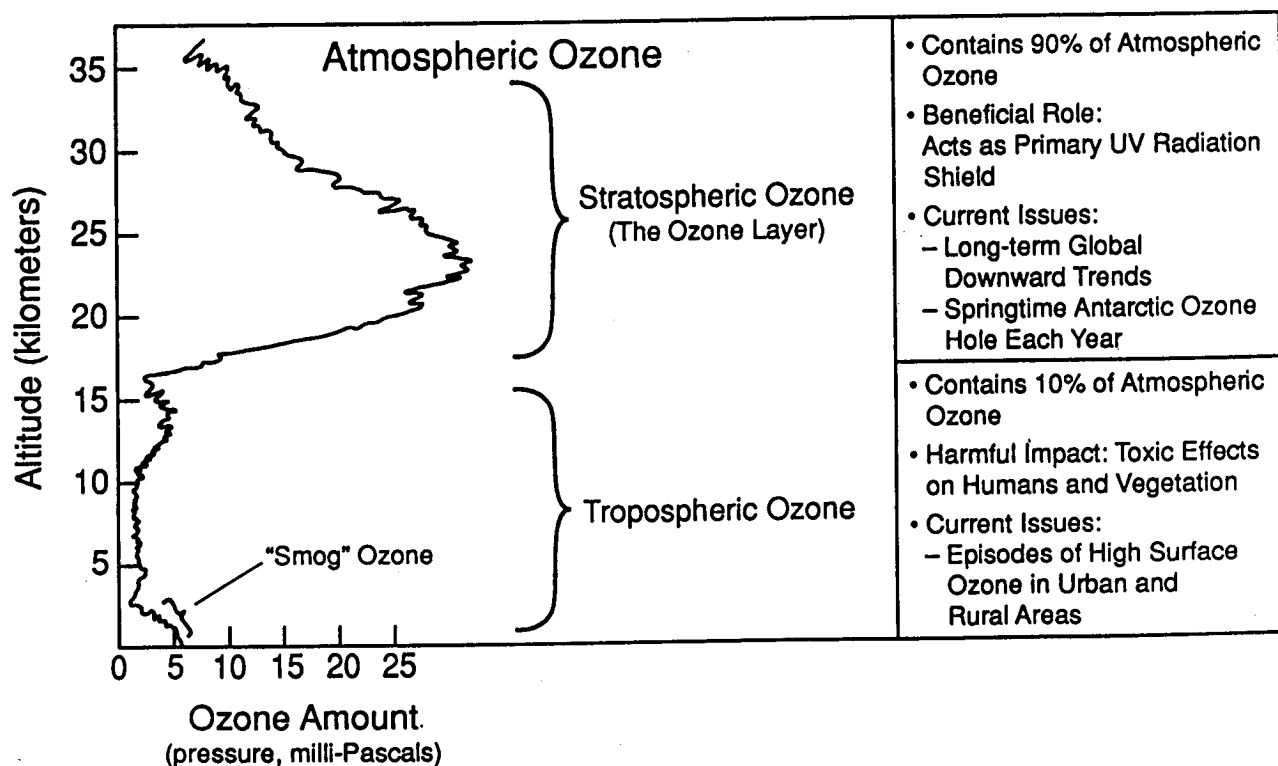 Atmospheric Ozone
Altitude (kilometers)
35
30
25
20
15
10
5
0 5 10 15 20 25
Ozone Amount.
(pressure, milli-Pascals)
"Smog" Ozone
Stratospheric Ozone
(The Ozone Layer)
Tropospheric Ozone
• Contains 90% of Atmospheric
Ozone
• Beneficial Role:
Acts as Primary UV Radiation
Shield
• Current Issues:
– Long-term Global
Downward Trends
– Springtime Antarctic Ozone
Hole Each Year
• Contains 10% of Atmospheric
Ozone
• Harmful Impact: Toxic Effects
on Humans and Vegetation
• Current Issues:
– Episodes of High Surface
Ozone in Urban and
Rural Areas